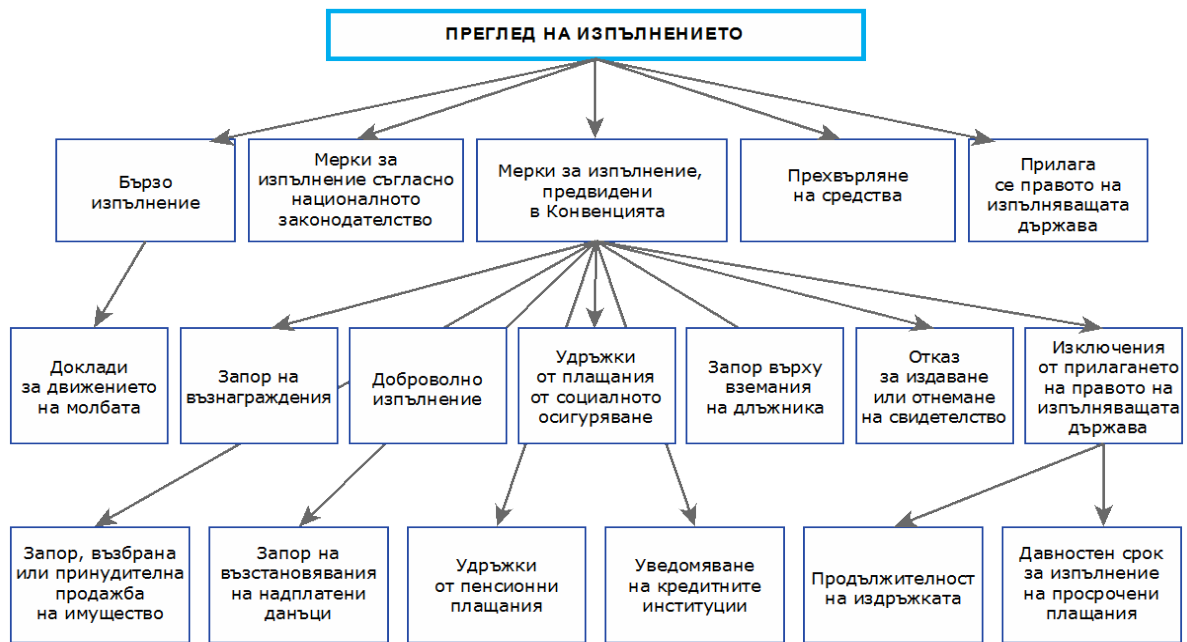 ПРЕГЛЕД НА ИЗПЪЛНЕНИЕТО
Бързо
изпълнение
Мерки за
изпълнение съгласно
националното
законодателство
Мерки за изпълнение,
предвидени
в Конвенцията
Прехвърляне
на средства
Прилага
се правото на
изпълняващата
държава
Доклади
за движението
на молбата
Запор на
възнаграждения
Доброволно
изпълнение
Удръжки
от плащания
от социалното
осигуряване
Запор върху
вземания
на длъжника
Отказ
за издаване
или отнемане
на свидетелство
Изключения
от прилагането
на правото на
изпълняващата
държава
Запор, възбрана
или принудителна
продажба
на имущество
Запор на
възстановявания
на надплатени
данъци
Удръжки
от пенсионни
плащания
Уведомяване
на кредитните
институции
Продължителност
на издръжката
Давностен срок
за изпълнение
на просрочени
плащания